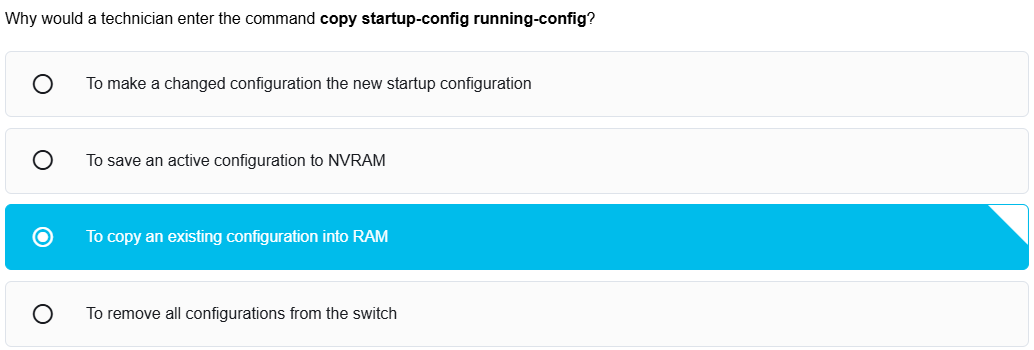 Why would a technician enter the command copy startup-config running-config?
To make a changed configuration the new startup configuration
To save an active configuration to NVRAM
To copy an existing configuration into RAM
To remove all configurations from the switch